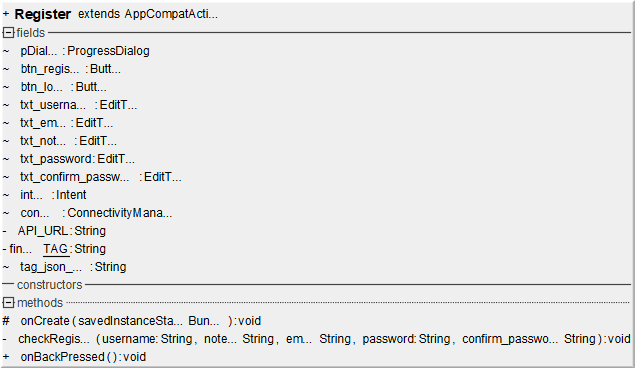 + Register extends AppCompatActi...
fields
~ pDial... : ProgressDialog
~ btn_regis... : Butt...
~ btn_lo... : Butt...
~ txt_userna... : EditT...
~ txt_em... : EditT...
~ txt_not... : EditT...
~ txt_password: EditT...
~ txt_confirm_passw... : EditT...
~ int... : Intent
~ con... : ConnectivityMana...
- API_URL: String
- fin... TAG: String
~ tag_json_... : String
constructors
methods
# onCreate ( savedInstanceSta... Bun... ) : void
- checkRegis... ( username: String, note... String, em... String, password: String, confirm_passwo... String ) : void
+ onBackPressed ( ) : void